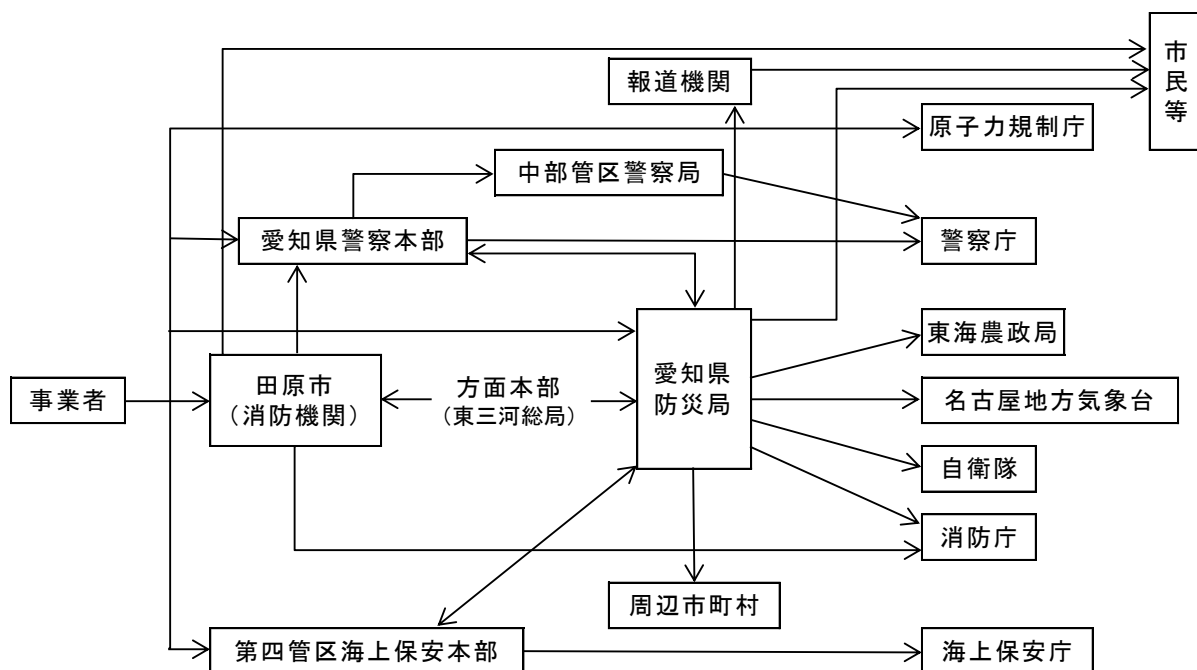 市民等
報道機関
原子力規制庁
中部管区警察局
愛知県警察本部
警察庁
東海農政局
事業者
田原市
（消防機関）
方面本部
（東三河総局）
愛知県
防災局
名古屋地方気象台
自衛隊
消防庁
周辺市町村
第四管区海上保安本部
海上保安庁